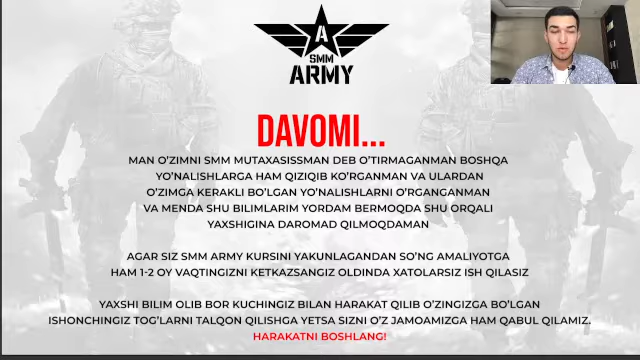 A
SMM
ARMY
DAVOMI...
MAN O'ZIMNI SMM MUTAXASISSMAN DEB O'TIRMAGANMAN BOSHQA
YO'NALISHLARGA HAM QIZIQIB KO'RGANMAN VA ULARDAN
O'ZIMGA KERAKLI BO'LGAN YO'NALISHLARNI O'RGANGANMAN
VA MENDA SHU BILIMLARIM YORDAM BERMOQDA SHU ORQALI
YAXSHIGINA DAROMAD QILMOQDAMAN
AGAR SIZ SMM ARMY KURSINI YAKUNLAGANDAN SO'NG AMALIYOTGA
HAM 1-2 OY VAQTINGIZNI KETKAZSANGIZ OLDINDA XATOLARSIZ ISH QILASIZ
YAXSHI BILIM OLIB BOR KUCHINGIZ BILAN HARAKAT QILIB O'ZINGIZGA BO'LGAN
ISHONCHINGIZ TOG'LARNI TALQON QILISHGA YETSA SIZNI O'Z JAMOAMIZGA HAM QABUL QILAMIZ.
HARAKATNI BOSHLANG!